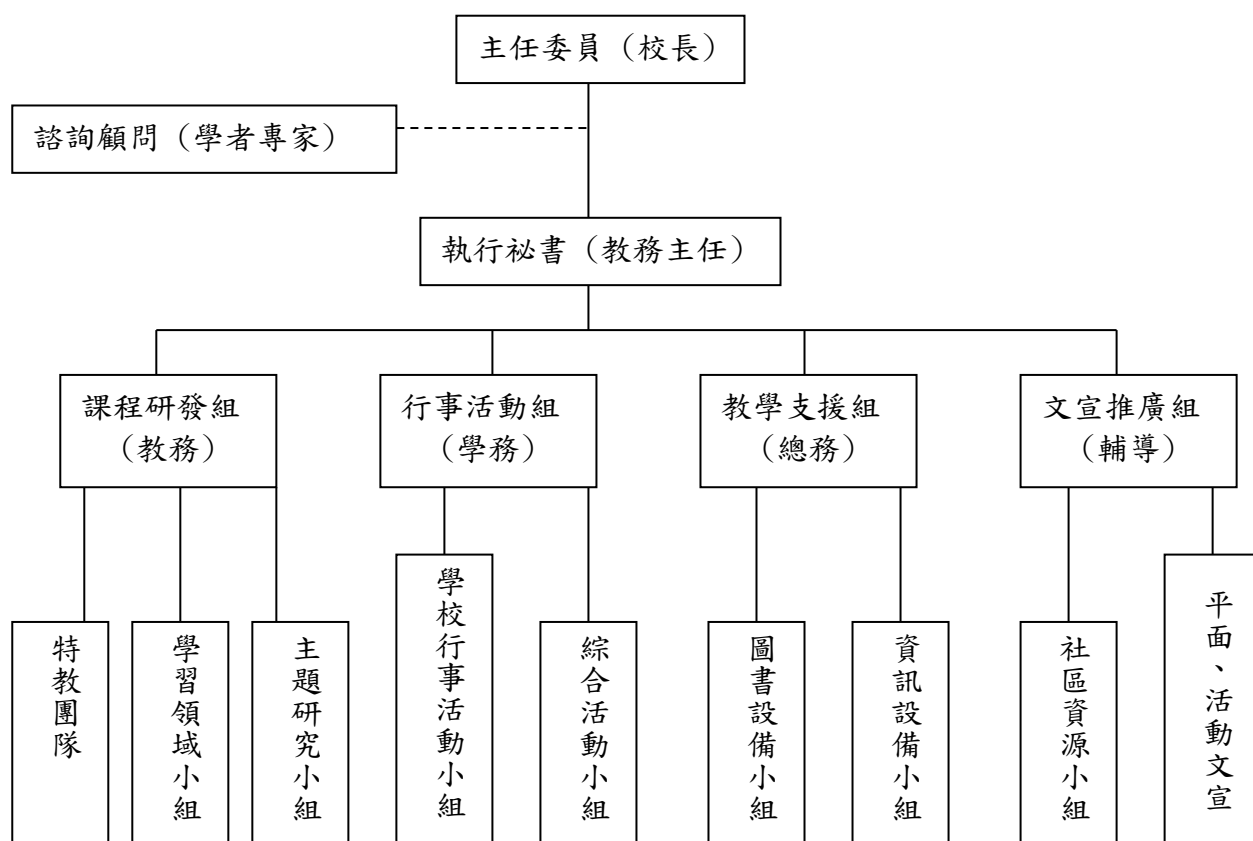 主任委員（校長）
諮詢顧問（學者專家）
執行祕書（教務主任）
課程研發組
（教務）
行事活動組
（學務）
教學支援組
（總務）
文宣推廣組
（輔導）
特教團隊
學習領域小組
主題研究小組
學校行事活動小組
綜合活動小組
圖書設備小組
資訊設備小組
社區資源小組
平面、活動文宣